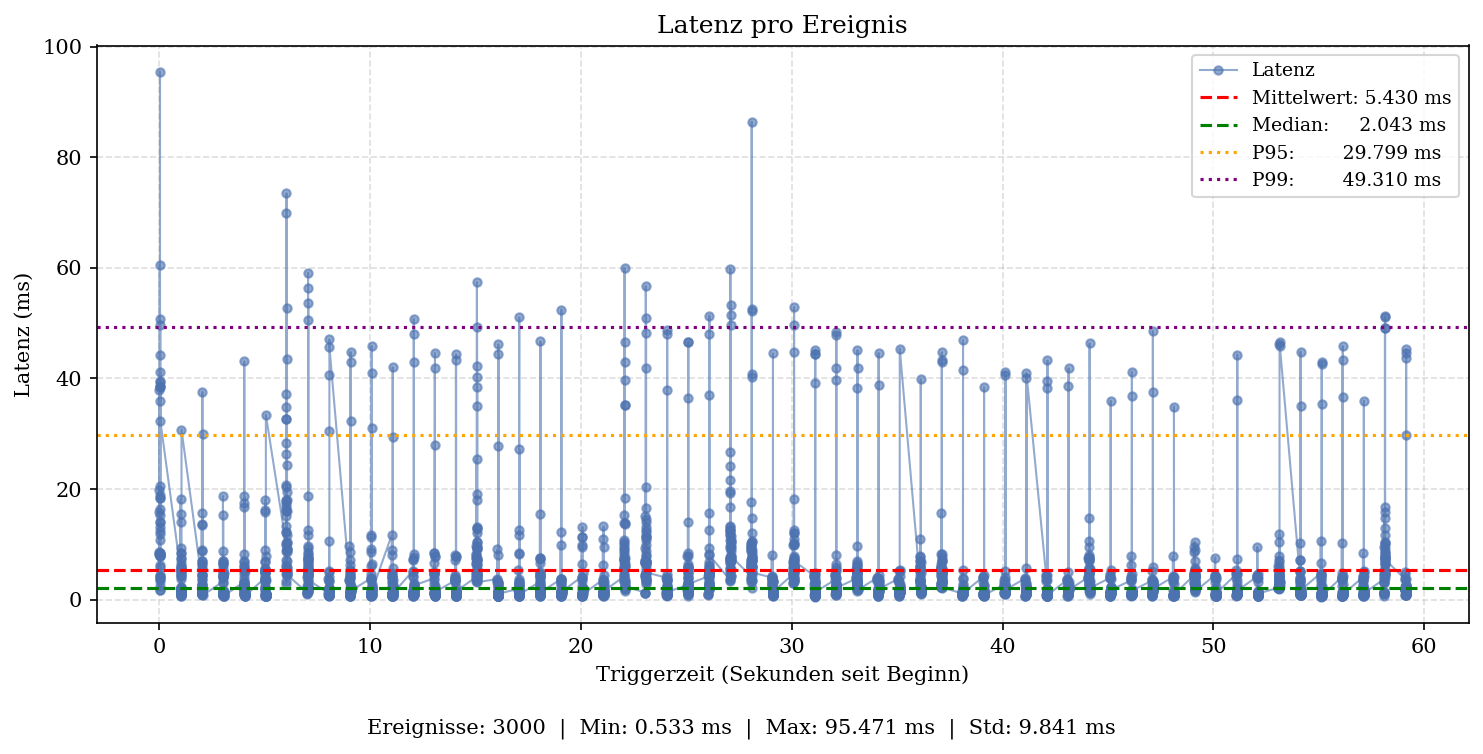 Latenz pro Ereignis
Latenz (ms)
100
80
60
40
20
0
Latenz
Mittelwert: 5.430 ms
Median: 2.043 ms
P95: 29.799 ms
P99: 49.310 ms
0 10 20 30 40 50 60
Triggerzeit (Sekunden seit Beginn)
Ereignisse: 3000 | Min: 0.533 ms | Max: 95.471 ms | Std: 9.841 ms